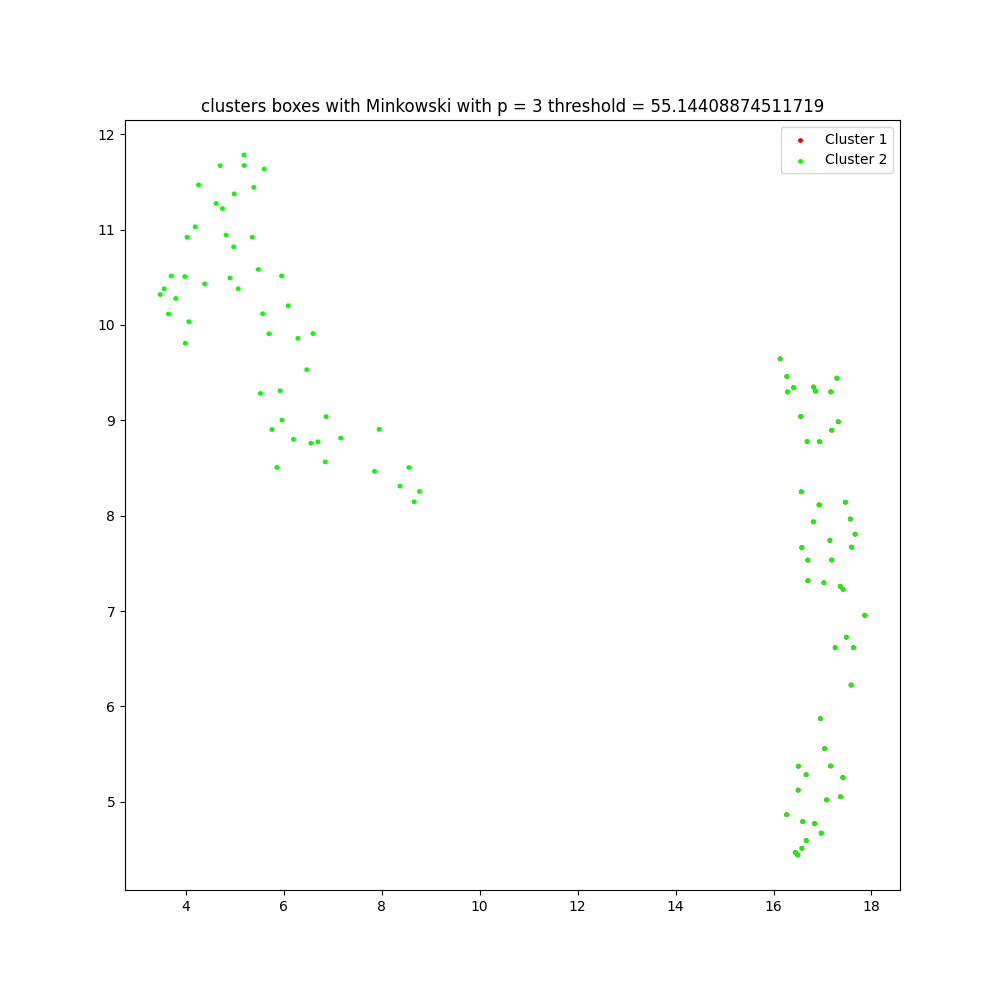 clusters boxes with Minkowski with p = 3 threshold = 55.14408874511719
Cluster 1
Cluster 2
12
11
10
9
8
7
6
5
4 6 8 10 12 14 16 18